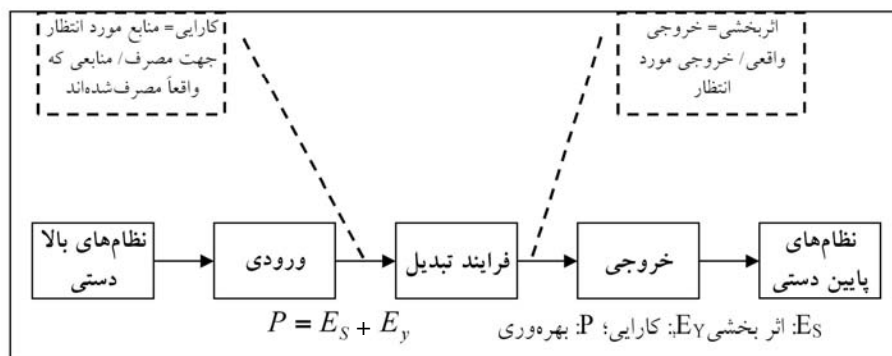 کارایی= منابع مورد انتظار
جهت مصرف/ منابعی که
واقعاً مصرف‌شده‌اند
اثربخشی= خروجی
واقعی/ خروجی مورد
انتظار
نظام‌های بالا
دستی
ورودی
فرایند تبدیل
خروجی
نظام‌های
پایین دستی
P = E_S + E_y
E_S: اثر بخشی؛E_Y: کارایی؛ P: بهره‌وری